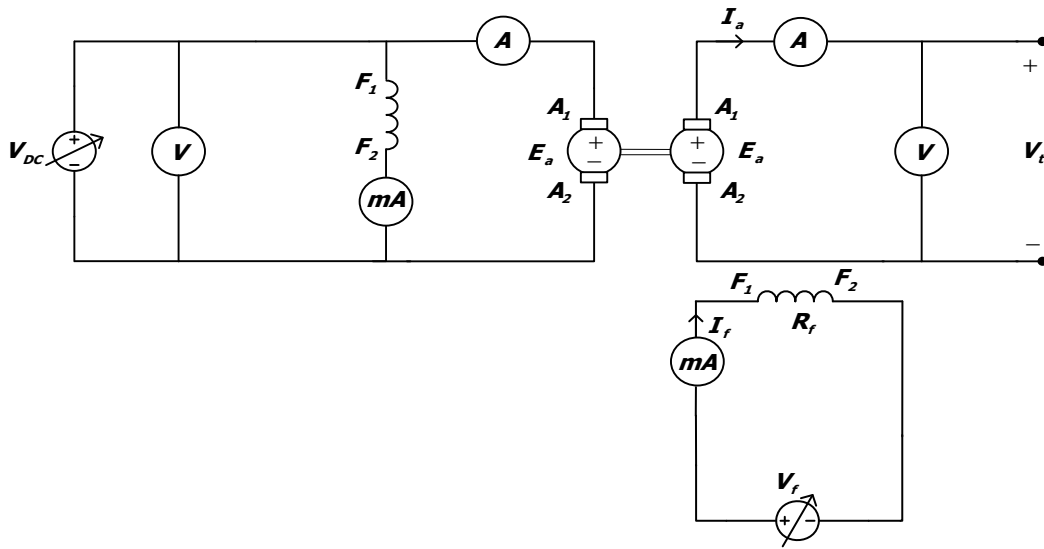 I_a
A
A
F_1
+
A_1
A_1
+
F_2
+
+
V_DC
V
E_a
E_a
V
V_t
−
−
−
A_2
A_2
mA
−
F_1
F_2
I_f
R_f
mA
V_f
+ −